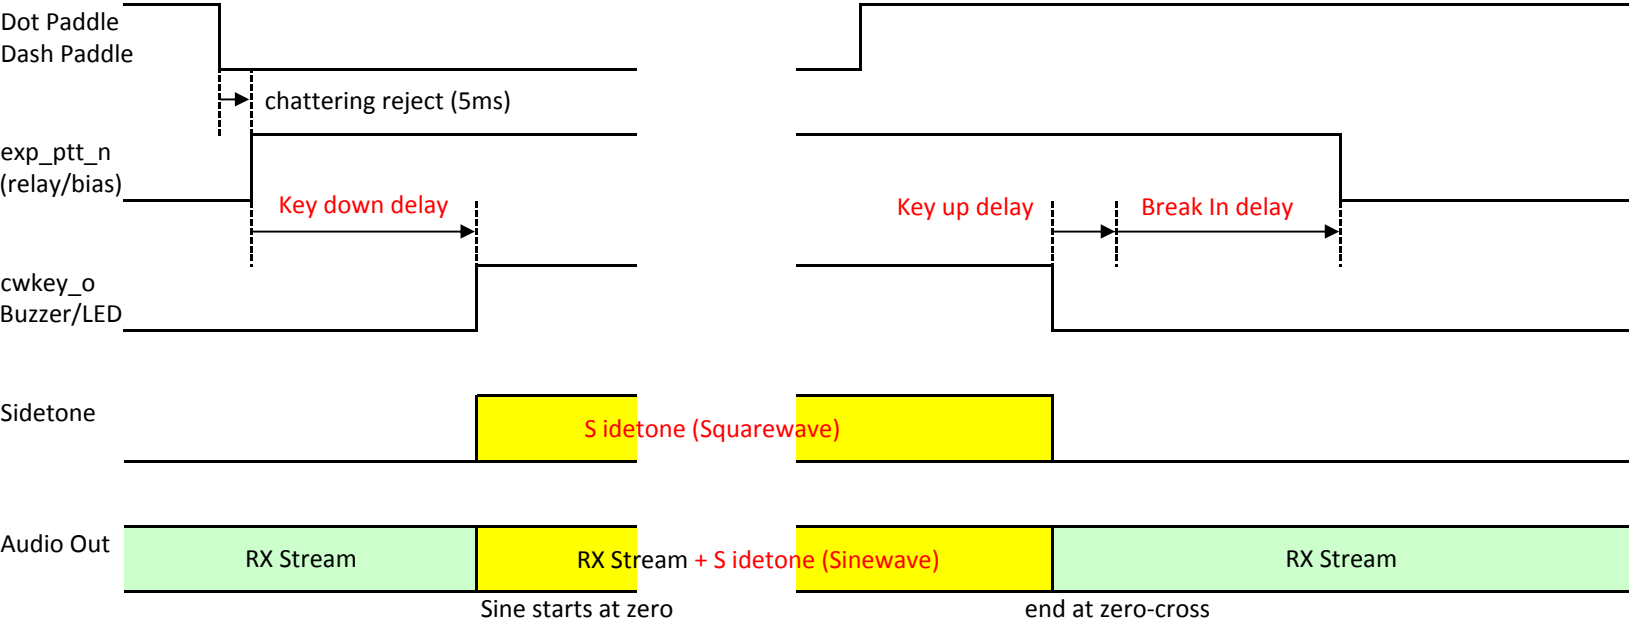 Dot Paddle
Dash Paddle
chattering reject (5ms)
exp_ptt_n
(relay/bias)
Key down delay
Key up delay
Break In delay
cwkey_o
Buzzer/LED
Sidetone
S idetone (Squarewave)
Audio Out
RX Stream
RX Stream + S idetone (Sinewave)
RX Stream
Sine starts at zero
end at zero-cross